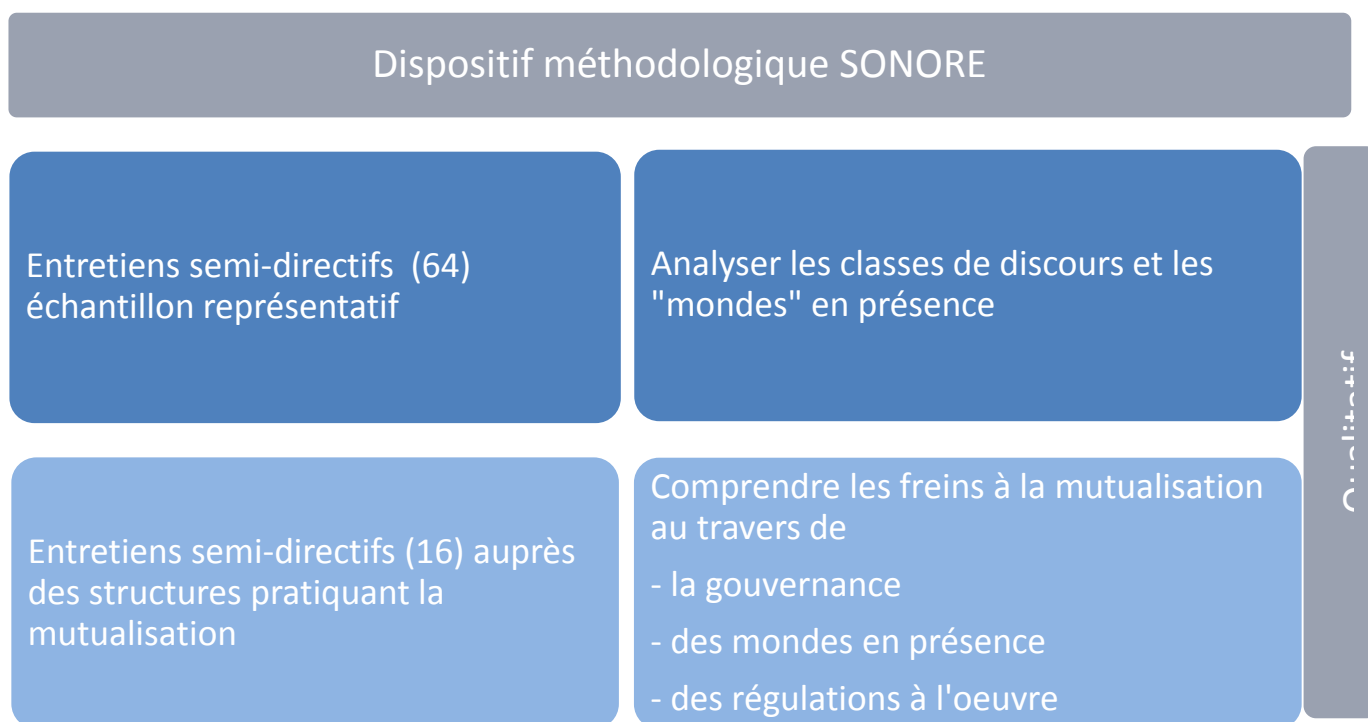 Dispositif méthodologique SONORE
Entretiens semi-directifs (64)
échantillon représentatif
Analyser les classes de discours et les
"mondes" en présence
Entretiens semi-directifs (16) auprès
des structures pratiquant la
mutualisation
Comprendre les freins à la mutualisation
au travers de
- la gouvernance
- des mondes en présence
- des régulations à l'oeuvre
Qualitatif